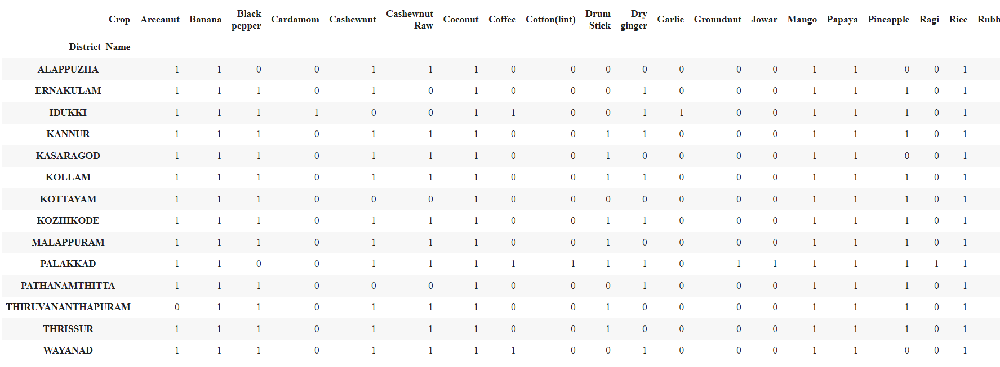 Crop Arecanut Banana Black pepper Cardamom Cashewnut Cashewnut Raw Coconut Coffee Cotton(lint) Drum Stick Dry ginger Garlic Groundnut Jowar Mango Papaya Pineapple Ragi Rice Rubb
District_Name
ALAPPUZHA 1 1 0 0 1 1 1 0 0 0 0 0 0 0 1 1 0 0 1
ERNAKULAM 1 1 1 0 1 0 1 0 0 0 1 0 0 0 1 1 1 0 1
IDUKKI 1 1 1 1 0 0 1 1 0 0 1 1 0 0 1 1 1 0 1
KANNUR 1 1 1 0 1 1 1 0 0 1 1 0 0 0 1 1 1 0 1
KASARAGOD 1 1 1 0 1 1 1 0 0 1 0 0 0 0 1 1 0 0 1
KOLLAM 1 1 1 0 1 1 1 0 0 1 1 0 0 0 1 1 1 0 1
KOTTAYAM 1 1 1 0 0 0 1 0 0 0 0 0 0 0 1 1 1 0 1
KOZHIKODE 1 1 1 0 1 1 1 0 0 1 1 0 0 0 1 1 1 0 1
MALAPPURAM 1 1 1 0 1 1 1 0 0 1 0 0 0 0 1 1 1 0 1
PALAKKAD 1 1 0 0 1 1 1 1 1 1 1 0 1 1 1 1 1 1 1
PATHANAMTHITTA 1 1 1 0 0 0 1 0 0 0 1 0 0 0 1 1 1 0 1
THIRUVANANTHAPURAM 0 1 1 0 1 1 1 0 0 1 0 0 0 0 1 1 1 0 1
THRISSUR 1 1 1 0 1 1 1 0 0 1 0 0 0 0 1 1 1 0 1
WAYANAD 1 1 1 0 1 1 1 1 0 0 1 0 0 0 1 1 0 0 1